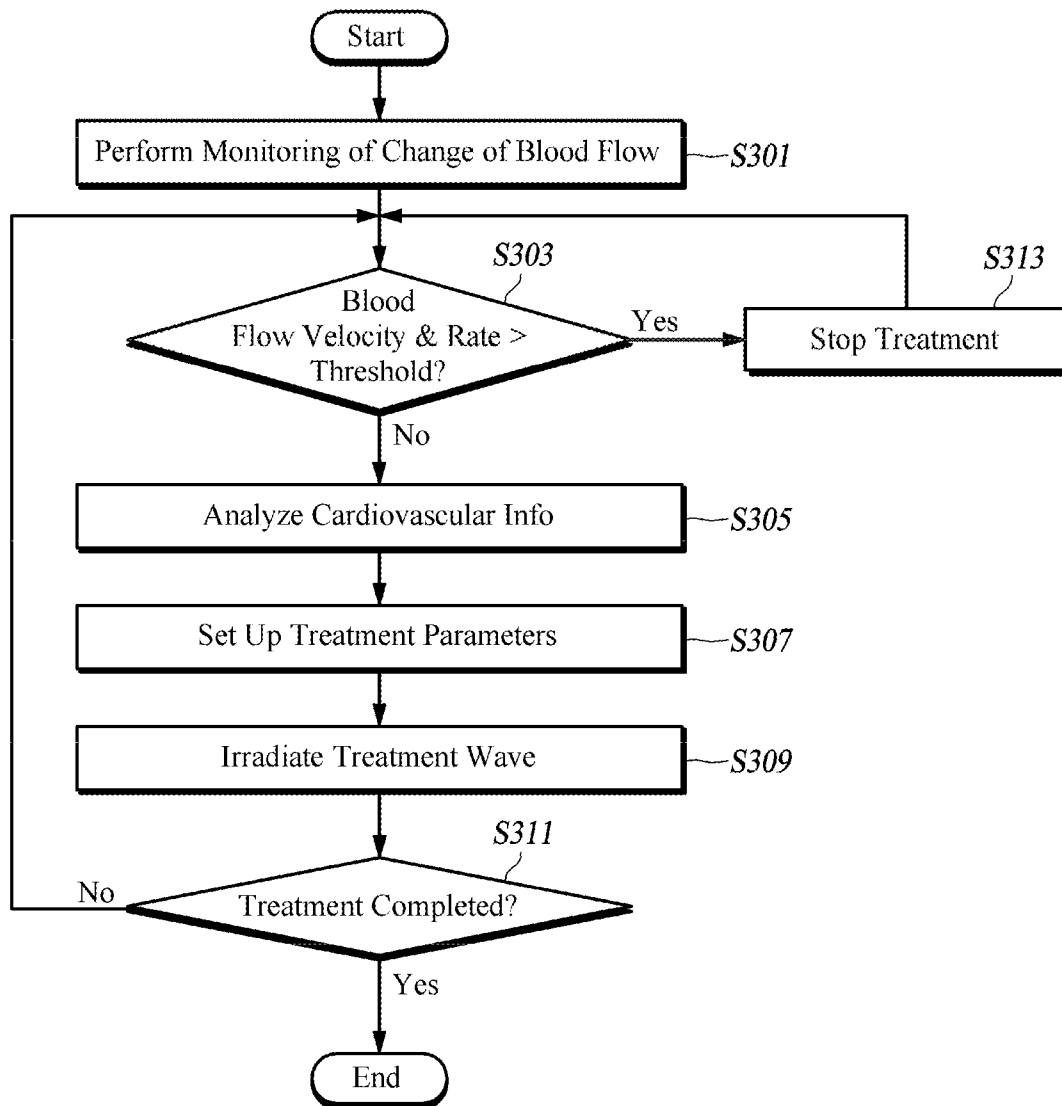 Start
Perform Monitoring of Change of Blood Flow
S301
S303
Blood
Flow Velocity & Rate >
Threshold?
Yes
S313
Stop Treatment
No
Analyze Cardiovascular Info
S305
Set Up Treatment Parameters
S307
Irradiate Treatment Wave
S309
S311
No
Treatment Completed?
Yes
End